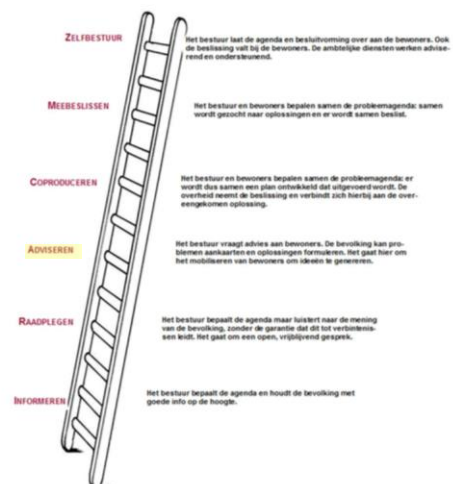 ZELFBESTUUR
Het bestuur laat de agenda en besluitvorming over aan de bewoners. Ook
de beslissing valt bij de bewoners. De ambtelijke diensten werken advise-
rend en ondersteunend.
MEEBESLISSEN
Het bestuur en bewoners bepalen samen de probleemagenda: samen
wordt gezocht naar oplossingen en er wordt samen beslist.
COPRODUCEREN
Het bestuur en bewoners bepalen samen de probleemagenda: er
wordt dus samen een plan ontwikkeld dat uitgevoerd wordt. De
overheid neemt de beslissing en verbindt zich hierbij aan de over-
eengekomen oplossing.
ADVISEREN
Het bestuur vraagt advies aan bewoners. De bevolking kan pro-
blemen aankaarten en oplossingen formuleren. Het gaat hier om
het mobiliseren van bewoners om ideeën te genereren.
RAADPLEGEN
Het bestuur bepaalt de agenda maar luistert naar de mening
van de bevolking, zonder de garantie dat dit tot verbintenis-
sen leidt. Het gaat om een open, vrijblijvend gesprek.
INFORMEREN
Het bestuur bepaalt de agenda en houdt de bevolking met
goede info op de hoogte.